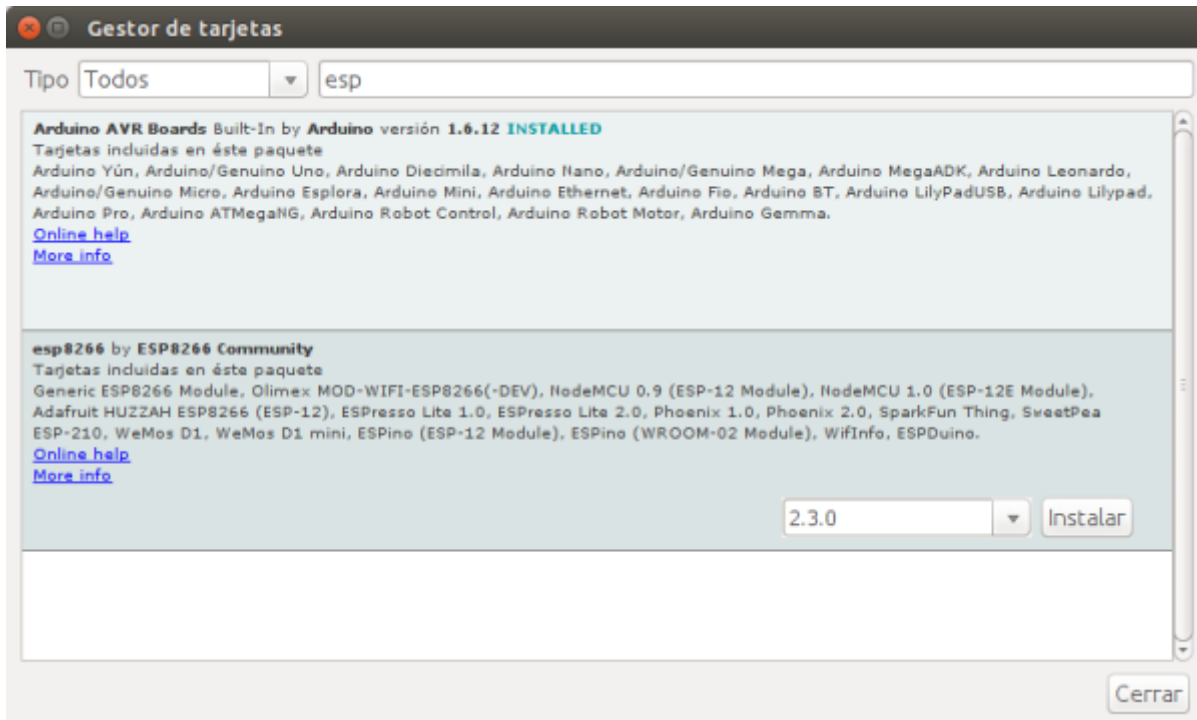 Gestor de tarjetas
Tipo Todos esp
Arduino AVR Boards Built-In by Arduino versión 1.6.12 INSTALLED
Tarjetas incluidas en éste paquete
Arduino Yún, Arduino/Genuino Uno, Arduino Diecimila, Arduino Nano, Arduino/Genuino Mega, Arduino MegaADK, Arduino Leonardo,
Arduino/Genuino Micro, Arduino Esplora, Arduino Mini, Arduino Ethernet, Arduino Fio, Arduino BT, Arduino LilyPadUSB, Arduino Lilypad,
Arduino Pro, Arduino ATMegaNG, Arduino Robot Control, Arduino Robot Motor, Arduino Gemma.
Online help
More info
esp8266 by ESP8266 Community
Tarjetas incluidas en éste paquete
Generic ESP8266 Module, Olimex MOD-WIFI-ESP8266(-DEV), NodeMCU 0.9 (ESP-12 Module), NodeMCU 1.0 (ESP-12E Module),
Adafruit HUZZAH ESP8266 (ESP-12), ESPresso Lite 1.0, ESPresso Lite 2.0, Phoenix 1.0, Phoenix 2.0, SparkFun Thing, SweetPea
ESP-210, WeMos D1, WeMos D1 mini, ESPino (ESP-12 Module), ESPino (WROOM-02 Module), WifInfo, ESPDuino.
Online help
More info
2.3.0 Instalar
Cerrar